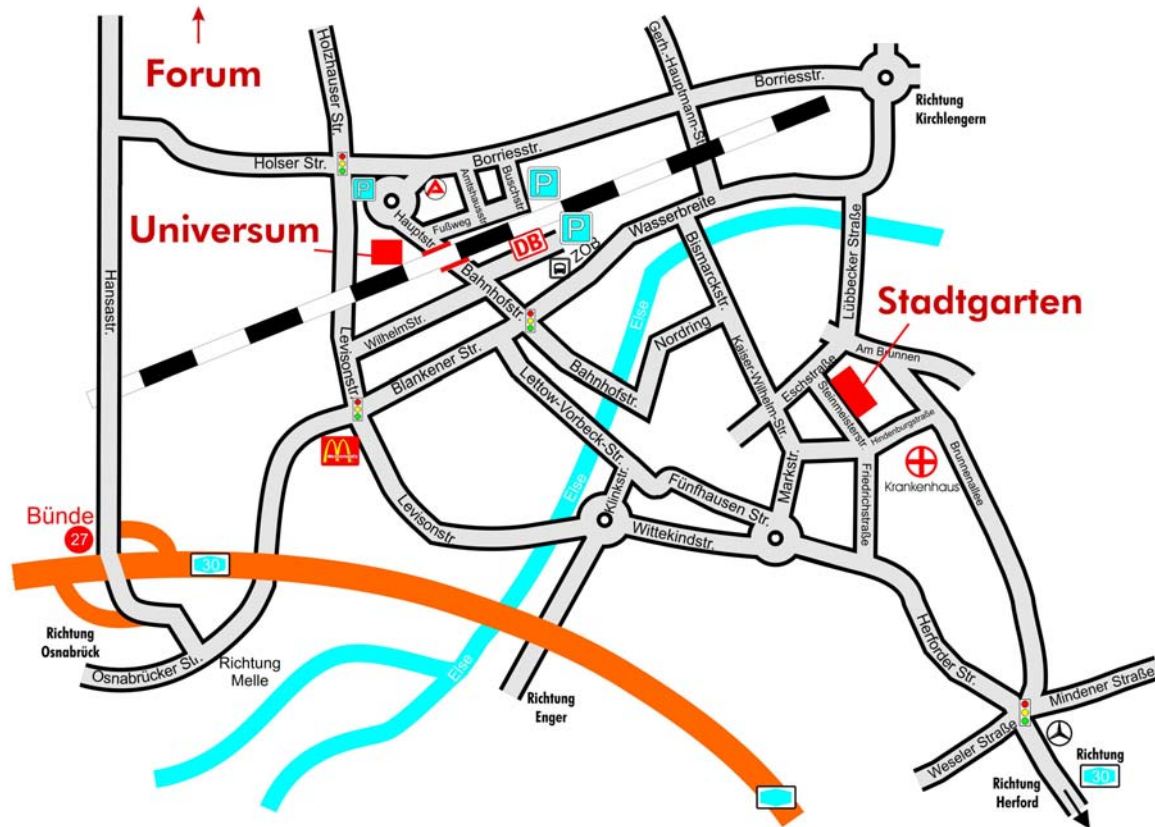 Forum
Holzhauser Str.
Gerh.-Hauptmann-St
Borriesstr.
Richtung
Kirchlengern
Holser Str.
Borriesstr.
P
Amtshausstr.
Buschstr.
P
A
Hauptstr.
Fußweg
P
Universum
DB
ZOB
Wasserbreite
Hansastr.
Bahnhofstr.
Bismarckstr.
Lübbecker Straße
Stadtgarten
WilhelmStr.
Levisonstr.
Blankener Str.
Else
Nordring
Am Brunnen
Bahnhofstr.
Kaiser-Wilhelm-Str.
Eschstraße
Steinmeisterstr.
Lettow-Vorbeck-Str.
Hindenburgstraße
Brunnenallee
Krankenhaus
Markstr.
Friedrichstraße
Fünfhausen Str.
Klinkstr.
Else
Levisonstr.
Wittekindstr.
Bünde
27
30
Richtung
Osnabrück
Osnabrücker Str.
Richtung
Melle
Else
Richtung
Enger
Herforder Str.
Mindener Straße
Weseler Straße
Richtung
30
Richtung
Herford